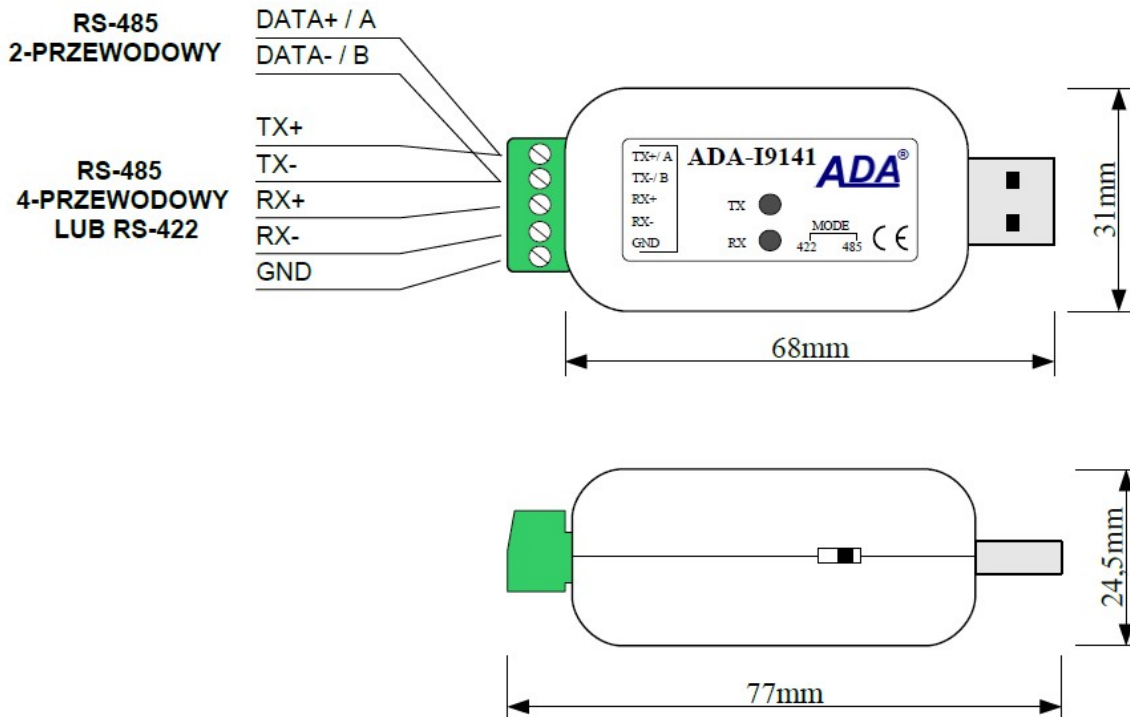 RS-485
2-PRZEWODOWY
DATA+ / A
DATA- / B
RS-485
4-PRZEWODOWY
LUB RS-422
TX+
TX-
RX+
RX-
GND
TX+/ A
TX-/ B
RX+
RX-
GND
ADA-I9141
ADA®
TX
RX
MODE
422 485
CE
31mm
68mm
24,5mm
77mm